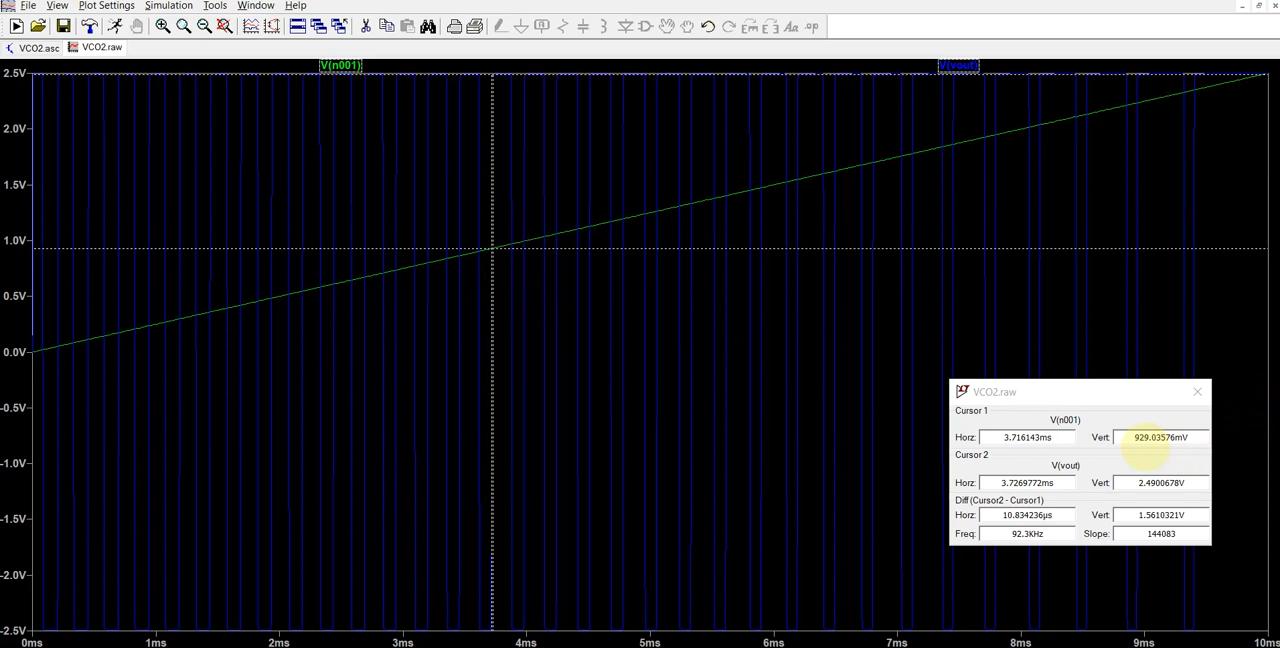 File View Plot Settings Simulation Tools Window Help
VCO2.asc VCO2.raw
V(n001) V(vout)
2.5V
2.0V
1.5V
1.0V
0.5V
0.0V
-0.5V
-1.0V
-1.5V
-2.0V
-2.5V
0ms 1ms 2ms 3ms 4ms 5ms 6ms 7ms 8ms 9ms 10ms
VCO2.raw
Cursor 1
V(n001)
Horz: 3.716143ms Vert: 929.03576mV
Cursor 2
V(vout)
Horz: 3.7269772ms Vert: 2.4900678V
Diff (Cursor2 - Cursor1)
Horz: 10.834236µs Vert: 1.5610321V
Freq: 92.3KHz Slope: 144083